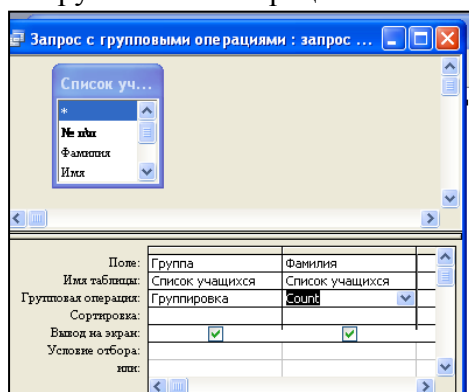 Запрос с групповыми операциями : запрос ...
Список уч...
*
№ п\п
Фамилия
Имя
Поле: Группа Фамилия
Имя таблицы: Список учащихся Список учащихся
Групповая операция: Группировка Count
Сортировка:
Вывод на экран:
Условие отбора:
или: